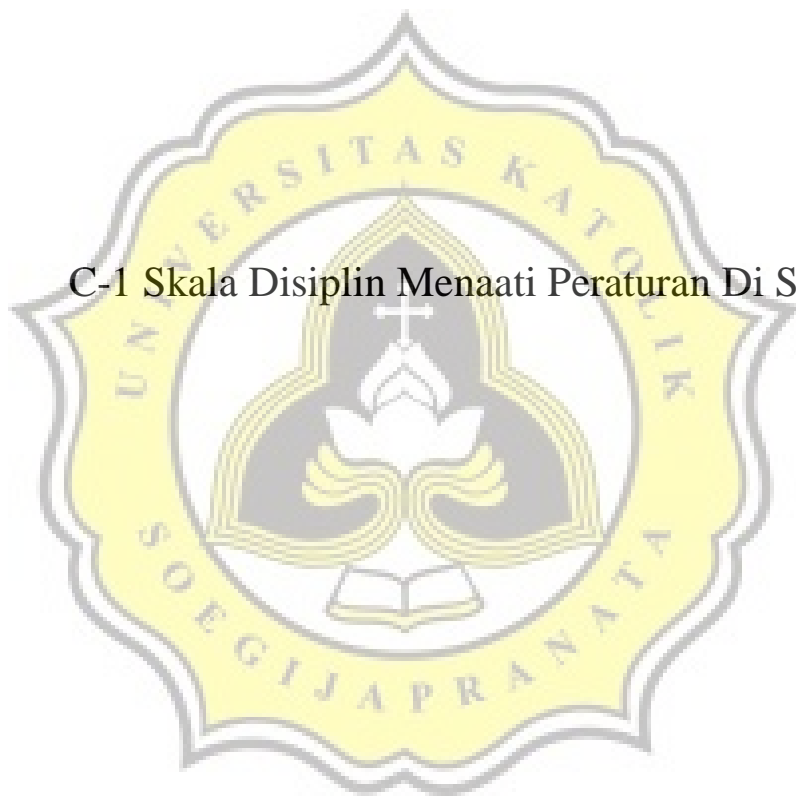 UNIVERSITAS KATOLIK
C-1 Skala Disiplin Menaati Peraturan Di S
SOEGIJAPRANATA